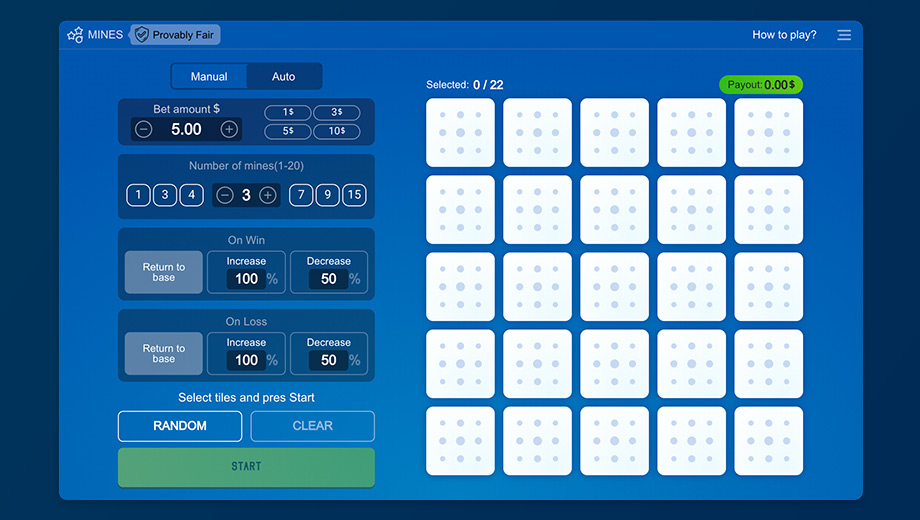 MINES Provably Fair How to play?
Manual Auto
Selected: 0 / 22 Payout: 0.00$
Bet amount $
5.00
1$ 3$
5$ 10$
Number of mines(1-20)
1 3 4 3 7 9 15
On Win
Return to
base
Increase
100 %
Decrease
50 %
On Loss
Return to
base
Increase
100 %
Decrease
50 %
Select tiles and pres Start
RANDOM CLEAR
START